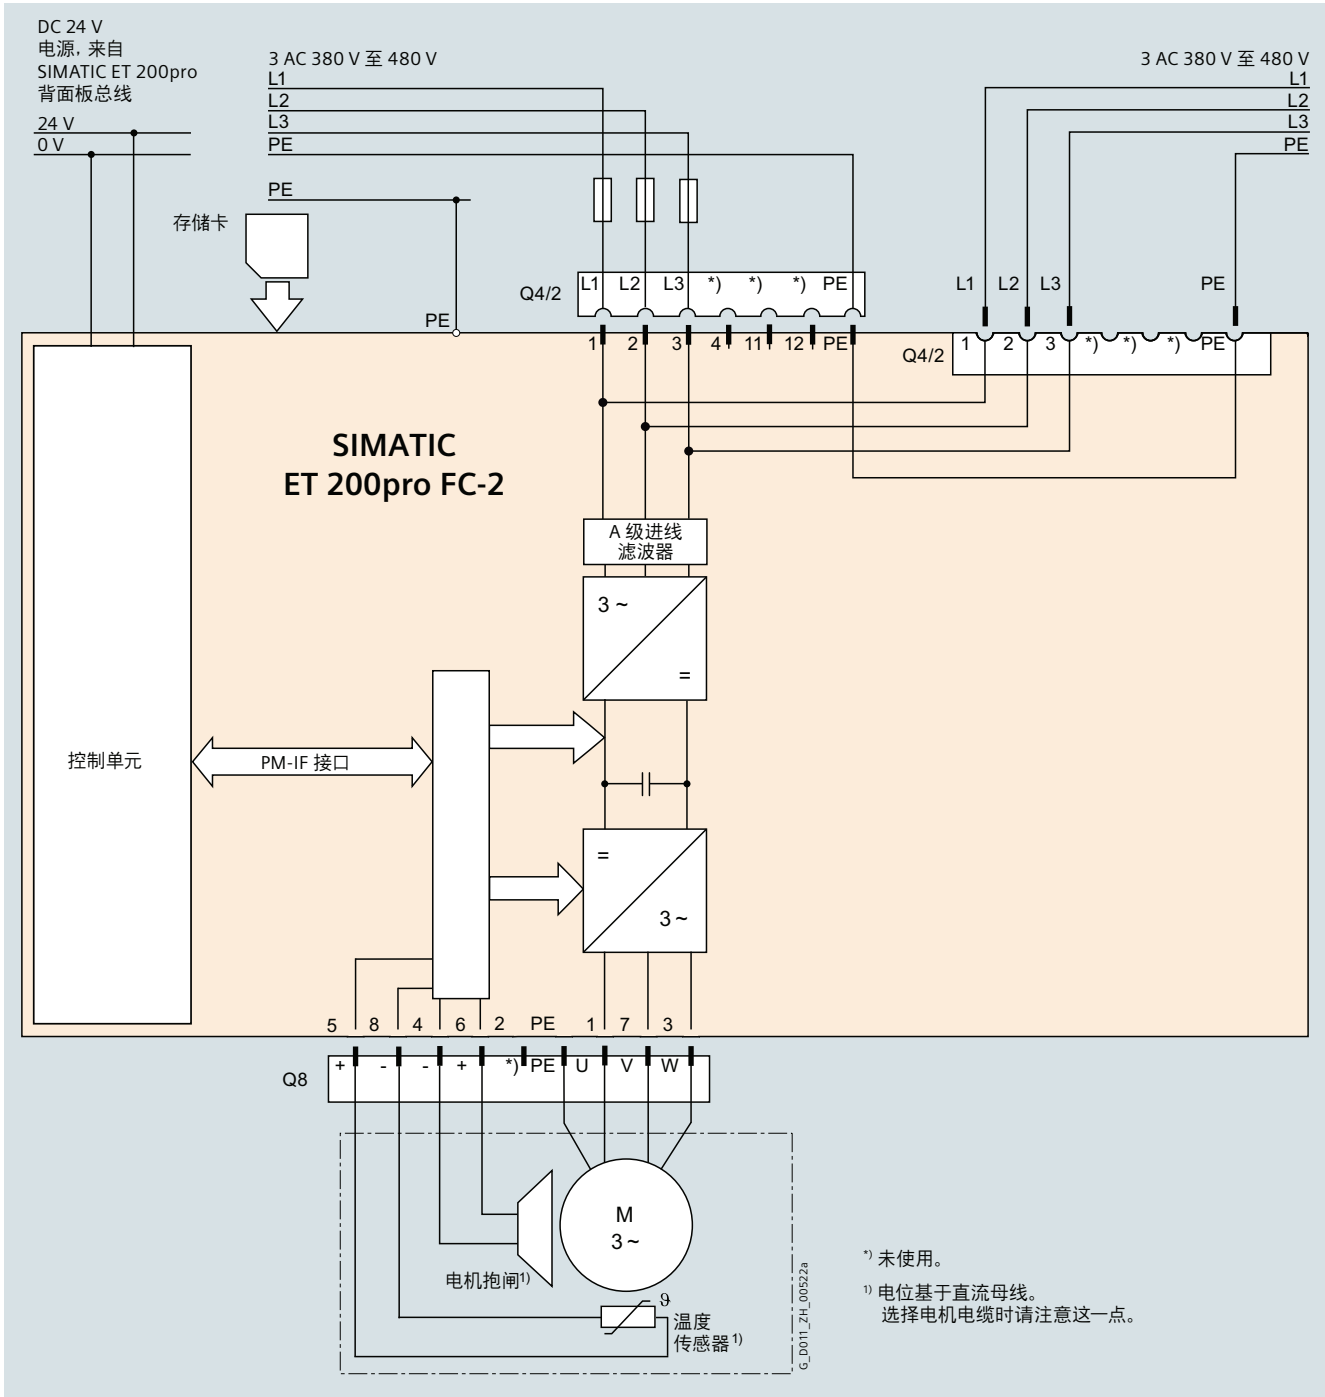 DC 24 V
电源, 来自
SIMATIC ET 200pro
背面板总线
24 V
0 V
3 AC 380 V 至 480 V
L1
L2
L3
PE
PE
3 AC 380 V 至 480 V
L1
L2
L3
PE
存储卡
PE
Q4/2
L1 L2 L3 *) *) *) PE
1 2 3 4 11 12 PE
L1 L2 L3 PE
Q4/2
1 2 3 *) *) *) PE
SIMATIC
ET 200pro FC-2
A 级进线
滤波器
3 ~
=
控制单元
PM-IF 接口
=
3 ~
5 8 4 6 2 PE 1 7 3
Q8
+ - - + *) PE U V W
M
3 ~
电机抱闸1)
ϑ
温度
传感器1)
G_D011_ZH_00522a
*) 未使用。
1) 电位基于直流母线。
选择电机电缆时请注意这一点。